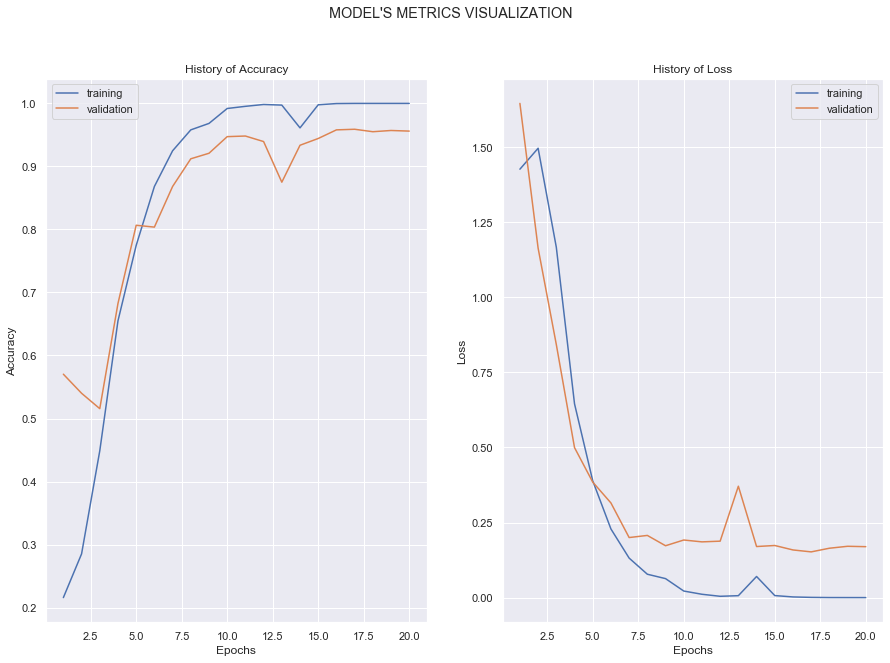 MODEL'S METRICS VISUALIZATION
History of Accuracy
training
validation
1.0
0.9
0.8
0.7
0.6
0.5
0.4
0.3
0.2
Accuracy
2.5 5.0 7.5 10.0 12.5 15.0 17.5 20.0
Epochs
History of Loss
training
validation
1.50
1.25
1.00
0.75
0.50
0.25
0.00
Loss
2.5 5.0 7.5 10.0 12.5 15.0 17.5 20.0
Epochs